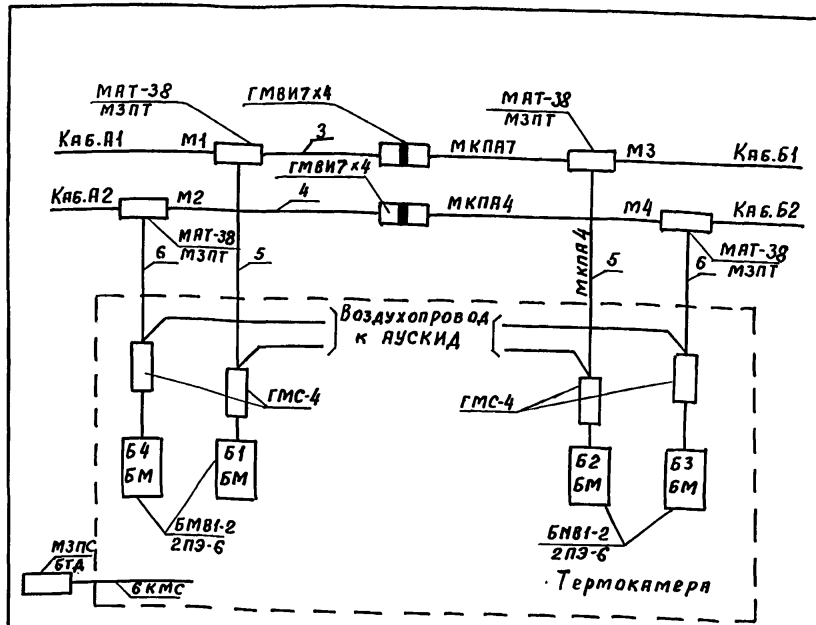 МАТ-38
МЗПТ
ГМВИ7х4
МАТ-38
МЗПТ
Каб.А1
М1
3
МКПА7
М3
Каб.Б1
ГМВИ7х4
Каб.А2
М2
4
МКПА4
М4
Каб.Б2
МАТ-38
МЗПТ
6
5
МКПА4
5
6
МАТ-38
МЗПТ
Воздухопровод
к АУСКИД
ГМС-4
ГМС-4
Б4
БМ
Б1
БМ
Б2
БМ
Б3
БМ
БМВ1-2
2ПЭ-6
БМВ1-2
2ПЭ-6
МЗПС
БТД
6 КМС
Термокамера